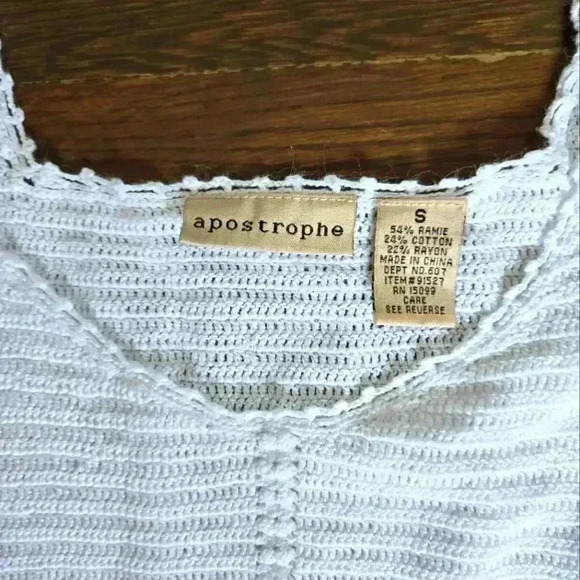 apostrophe
S
54% RAMIE
24% COTTON
22% RAYON
MADE IN CHINA
DEPT NO.607
ITEM#91527
RN 15099
CARE
SEE REVERSE